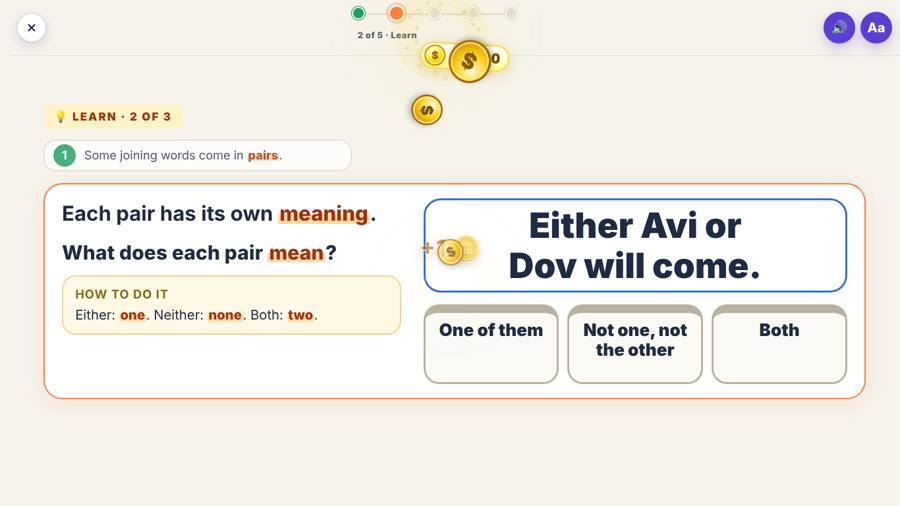 ✕
2 of 5 · Learn
$ $ 0
$
Aa
LEARN · 2 OF 3
1 Some joining words come in pairs.
Each pair has its own meaning.
What does each pair mean?
HOW TO DO IT
Either: one. Neither: none. Both: two.
+ $
Either Avi or
Dov will come.
One of them
Not one, not
the other
Both